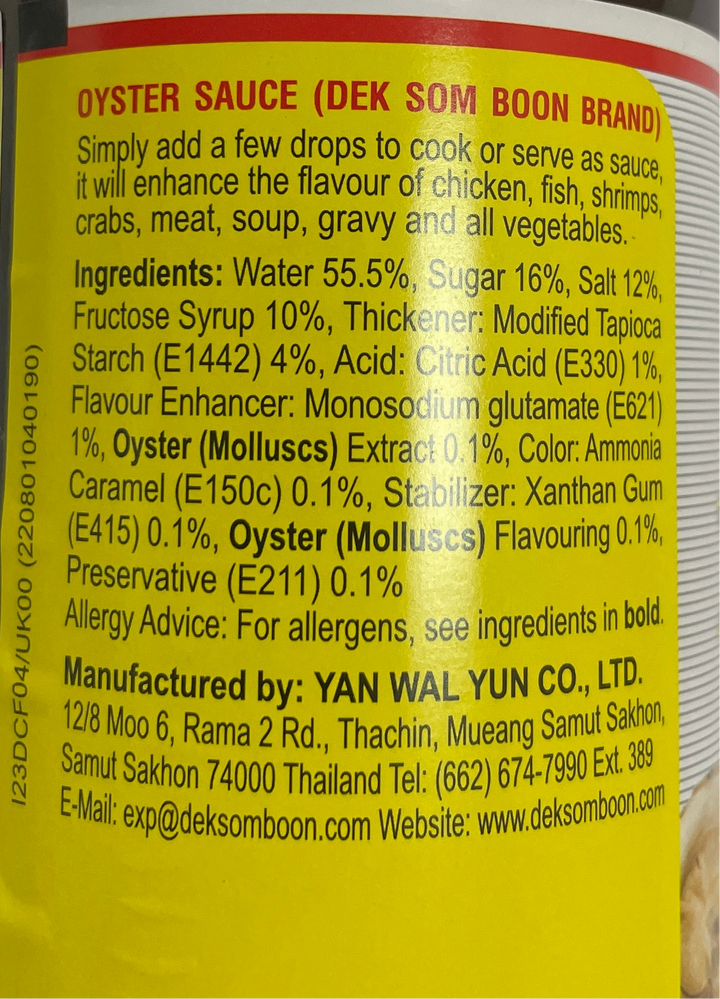 OYSTER SAUCE (DEK SOM BOON BRAND)
Simply add a few drops to cook or serve as sauce,
it will enhance the flavour of chicken, fish, shrimps,
crabs, meat, soup, gravy and all vegetables.
Ingredients: Water 55.5%, Sugar 16%, Salt 12%,
Fructose Syrup 10%, Thickener: Modified Tapioca
Starch (E1442) 4%, Acid: Citric Acid (E330) 1%,
Flavour Enhancer: Monosodium glutamate (E621)
1%, Oyster (Molluscs) Extract 0.1%, Color: Ammonia
Caramel (E150c) 0.1%, Stabilizer: Xanthan Gum
(E415) 0.1%, Oyster (Molluscs) Flavouring 0.1%,
Preservative (E211) 0.1%
Allergy Advice: For allergens, see ingredients in bold.
Manufactured by: YAN WAL YUN CO., LTD.
12/8 Moo 6, Rama 2 Rd., Thachin, Mueang Samut Sakhon,
Samut Sakhon 74000 Thailand Tel: (662) 674-7990 Ext. 389
E-Mail: exp@deksomboon.com Website: www.deksomboon.com
I23DCF04/UK00 (220801040190)